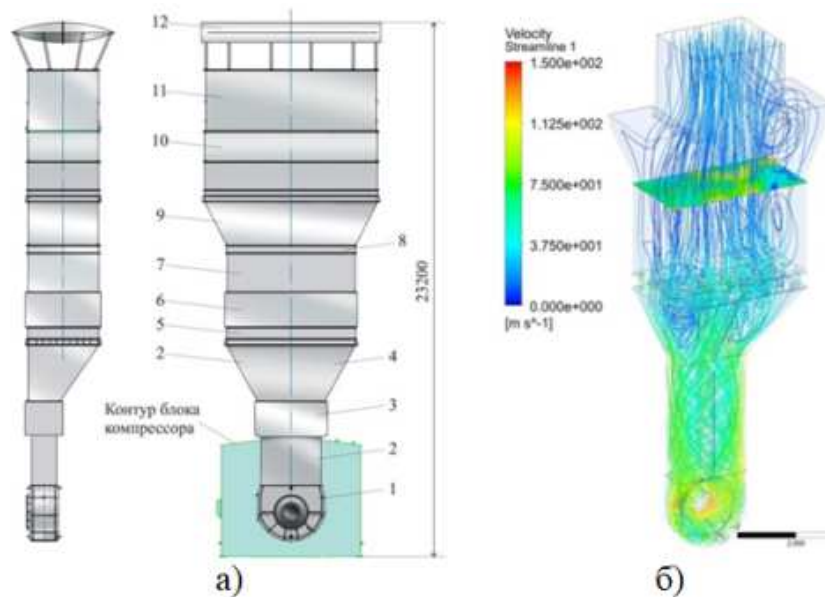 12
11
10
9
8
7
6
5
2
4
3
Контур блока
компрессора
2
1
23200
а)
Velocity
Streamline 1
1.500e+002
1.125e+002
7.500e+001
3.750e+001
0.000e+000
[m s^-1]
б)